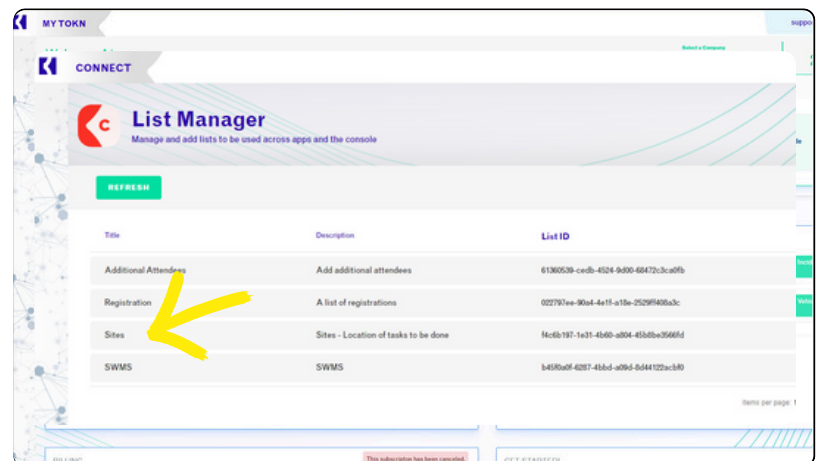 MY TOKN
suppo
Select a Company
CONNECT
C
List Manager
Manage and add lists to be used across apps and the console
REFRESH
Title Description List ID
Additional Attendees Add additional attendees 61360539-cedb-4524-9d00-68472c3ca0fb
Registration A list of registrations 022797ee-90a4-4e1f-a18e-2529ff408a3c
Sites Sites - Location of tasks to be done f4c6b197-1e31-4b60-a804-45b8be3566fd
SWMS SWMS b45f0a0f-6287-4bbd-a09d-8d44122acbf0
Items per page:
BILLING This subscription has been canceled. GET STARTED!